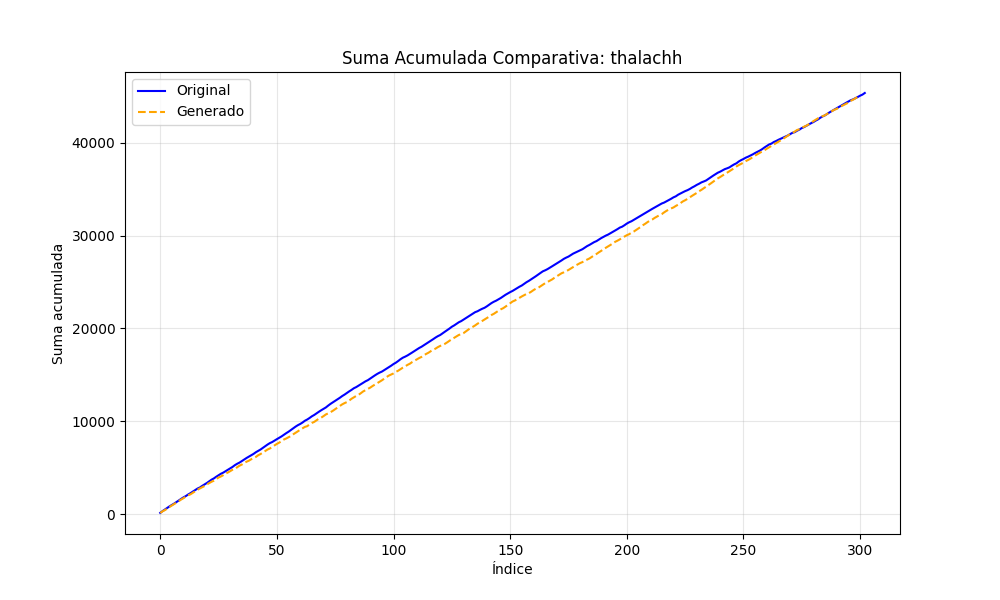 Suma Acumulada Comparativa: thalachh
Original
Generado
Suma acumulada
40000
30000
20000
10000
0
0 50 100 150 200 250 300
Índice